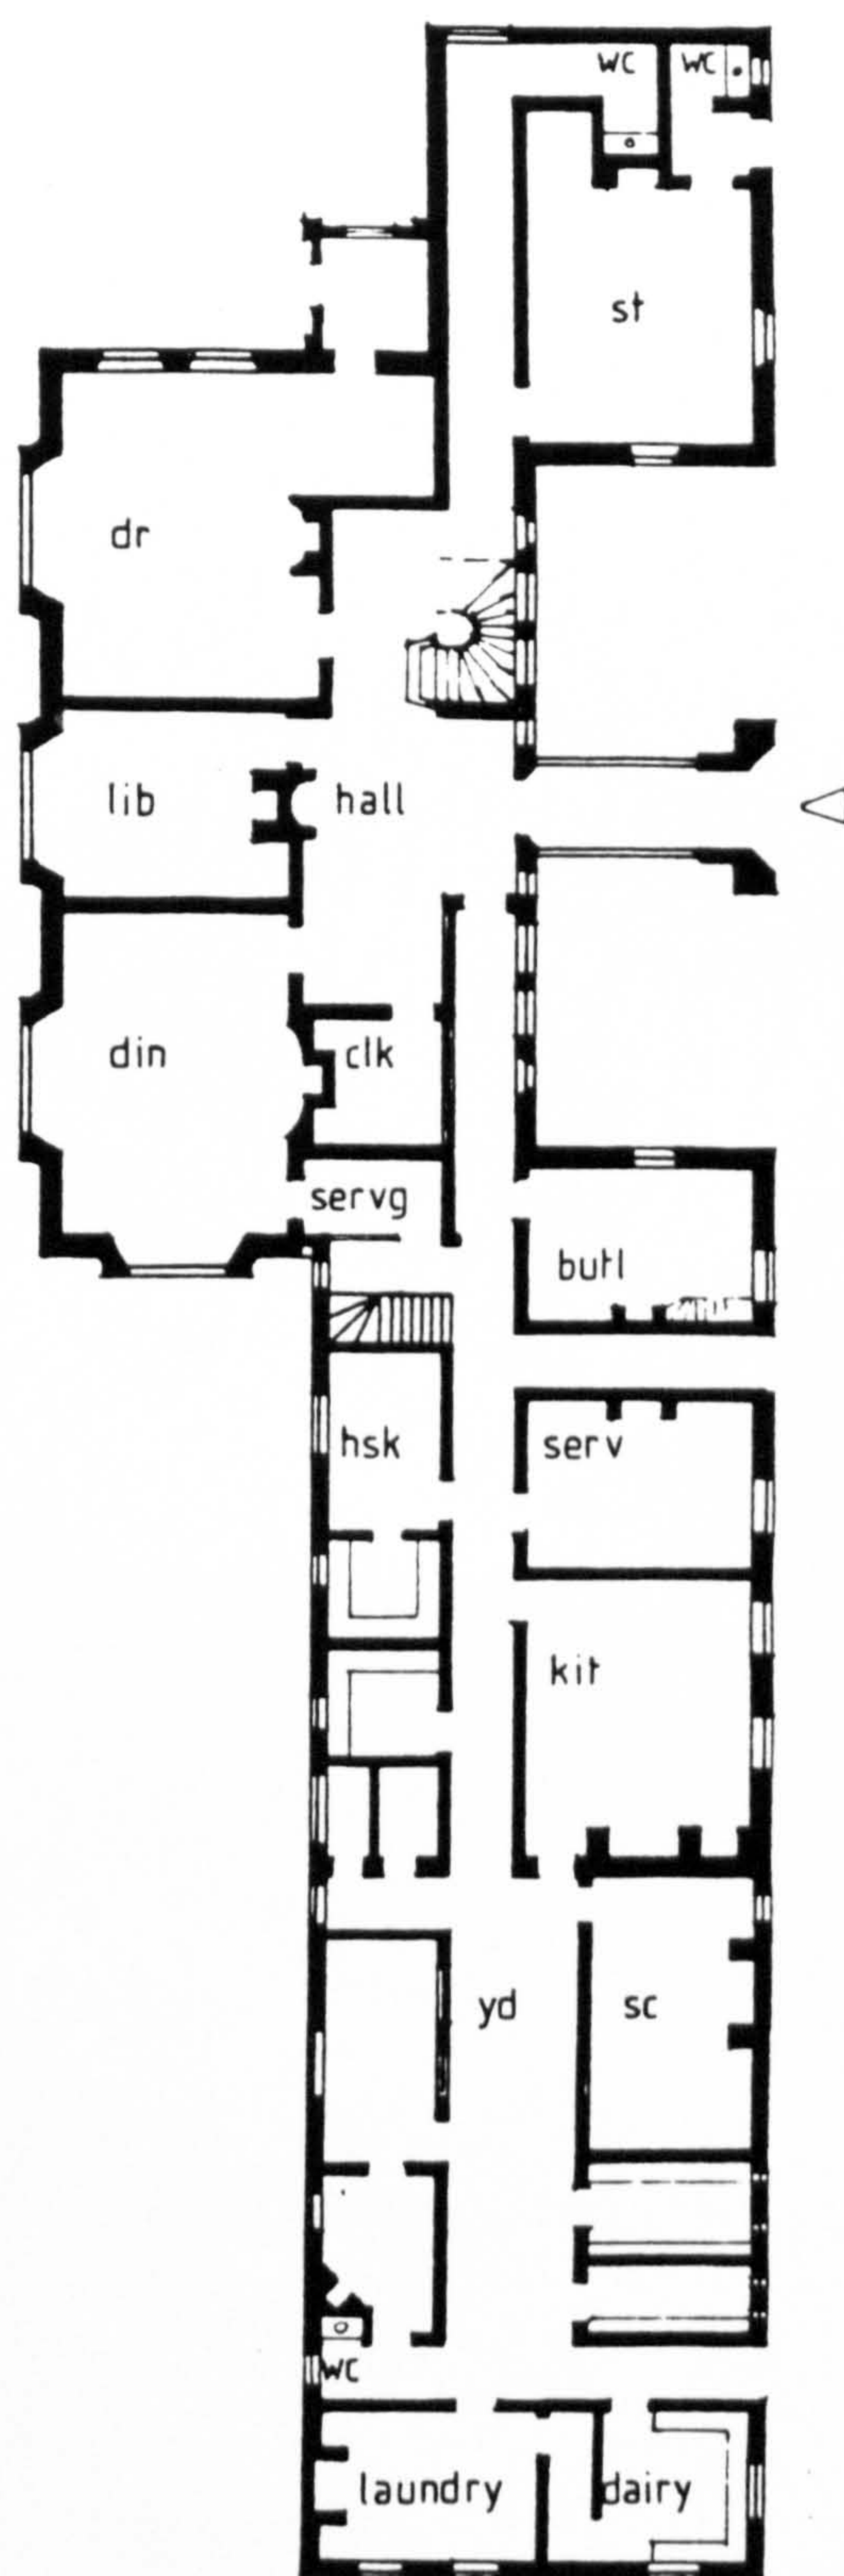 WC WC
st
dr
lib hall
din clk
servg
butl
hsk serv
kit
yd sc
WC
laundry dairy